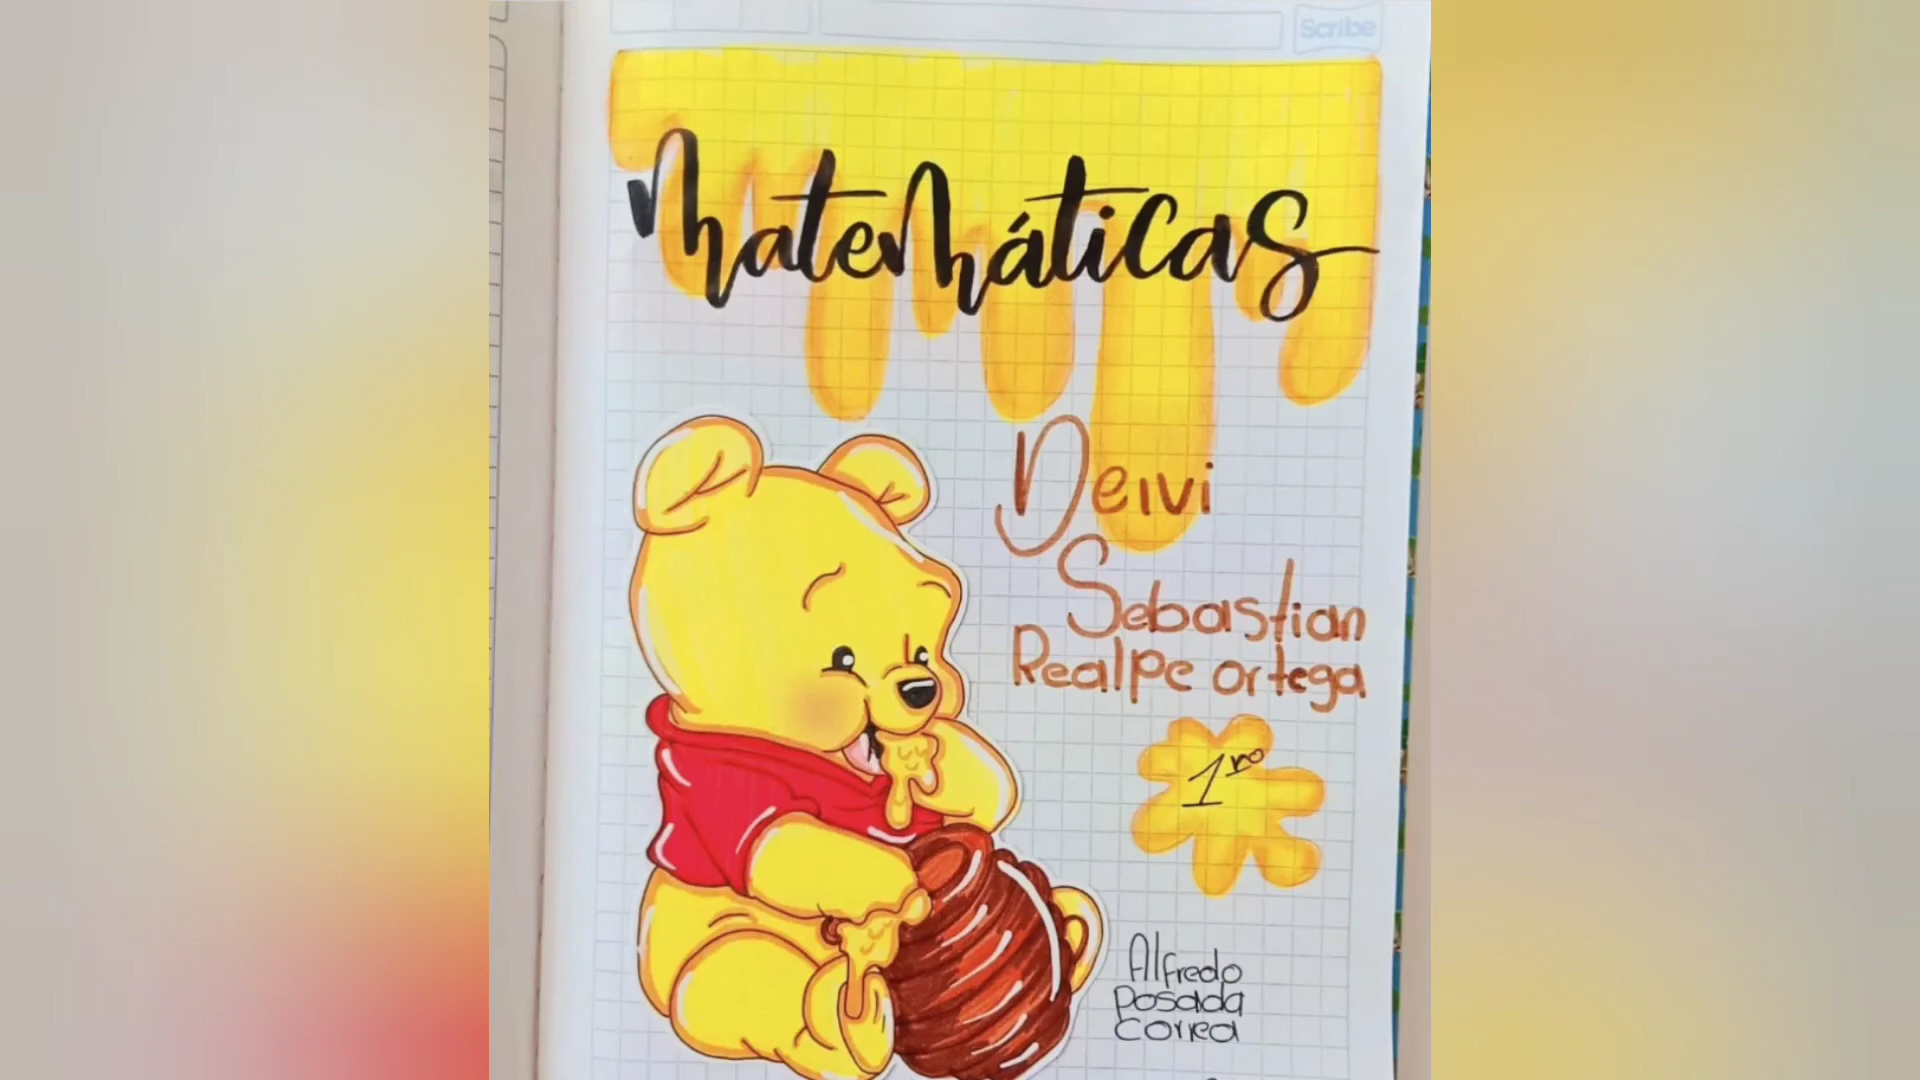 Scribe
Matemáticas
Deivi
Sebastian
Realpe ortega
1ro
Alfredo
Posada
Correa